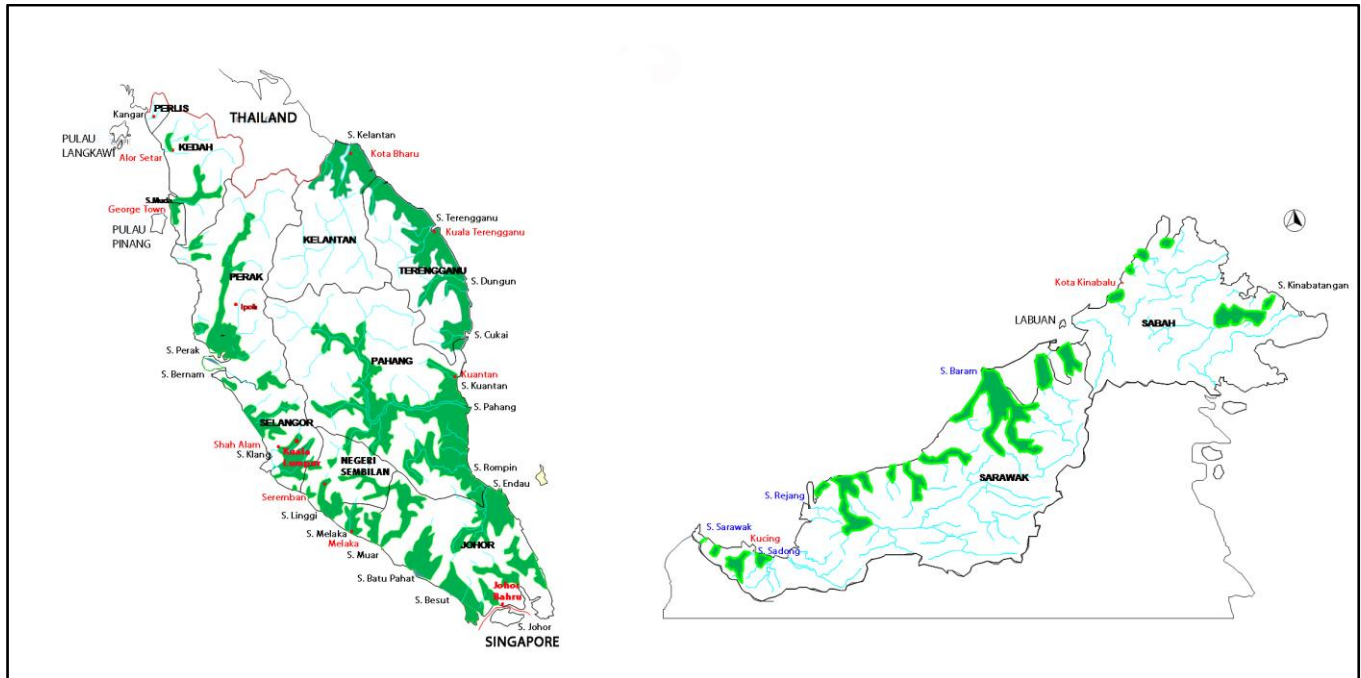 PERLIS
Kangar
THAILAND
PULAU
LANGKAWI
KEDAH
Alor Setar
S. Kelantan
Kota Bharu
S.Muda
George Town
PULAU
PINANG
S. Terengganu
Kuala Terengganu
KELANTAN
TERENGGANU
PERAK
S. Dungun
Ipoh
S. Cukai
S. Perak
PAHANG
S. Bernam
Kuantan
S. Kuantan
S. Pahang
SELANGOR
Shah Alam
S. Klang
Kuala
Lumpur
NEGERI
SEMBILAN
S. Rompin
S. Endau
Seremban
S. Linggi
S. Melaka
Melaka
JOHOR
S. Muar
S. Batu Pahat
Johor
Bahru
S. Besut
S. Johor
SINGAPORE
Kota Kinabalu
S. Kinabatangan
LABUAN
SABAH
S. Baram
SARAWAK
S. Rejang
S. Sarawak
Kucing
S. Sadong